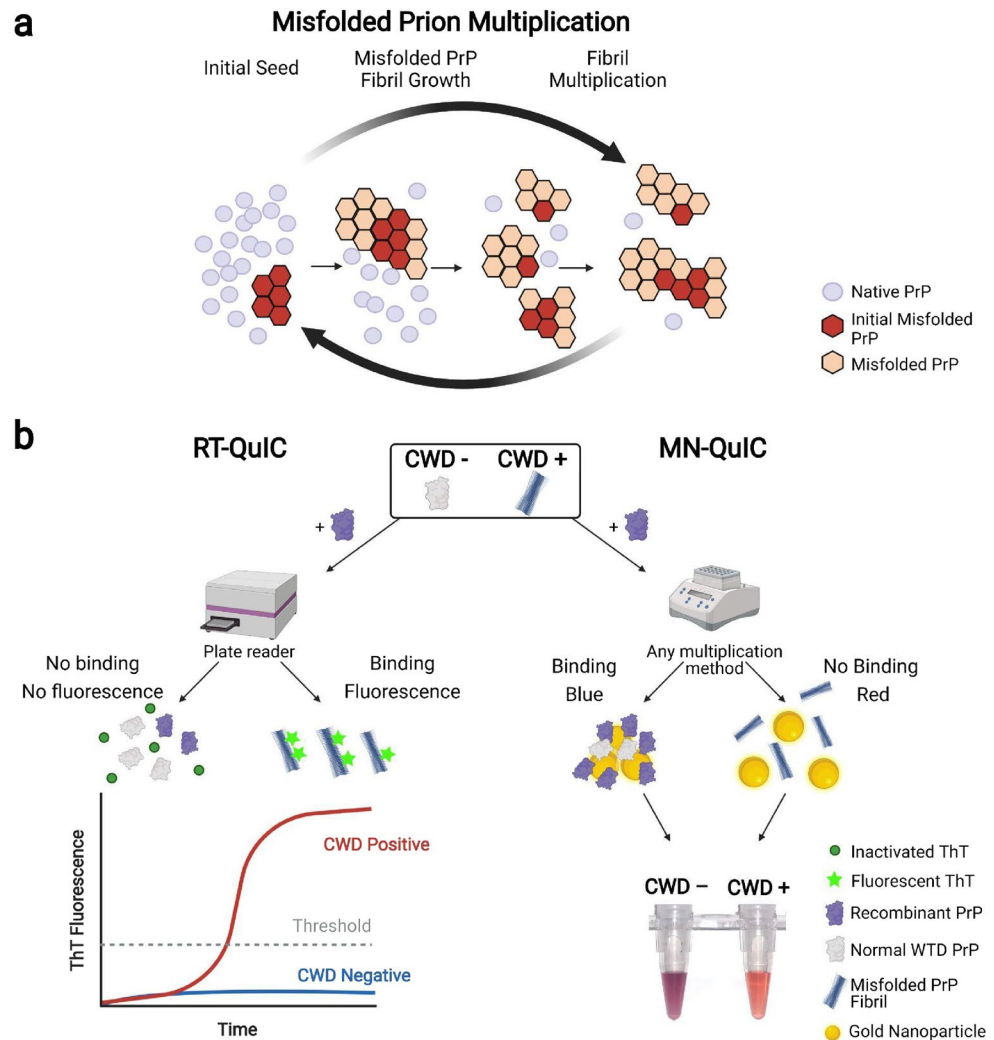 a
Misfolded Prion Multiplication
Initial Seed
Misfolded PrP
Fibril Growth
Fibril
Multiplication
Native PrP
Initial Misfolded
PrP
Misfolded PrP
b
RT-QuIC
CWD -
CWD +
MN-QuIC
+
+
Plate reader
Any multiplication
method
No binding
No fluorescence
Binding
Fluorescence
Binding
Blue
No Binding
Red
ThT Fluorescence
CWD Positive
Threshold
CWD Negative
Time
CWD –
CWD +
Inactivated ThT
Fluorescent ThT
Recombinant PrP
Normal WTD PrP
Misfolded PrP
Fibril
Gold Nanoparticle